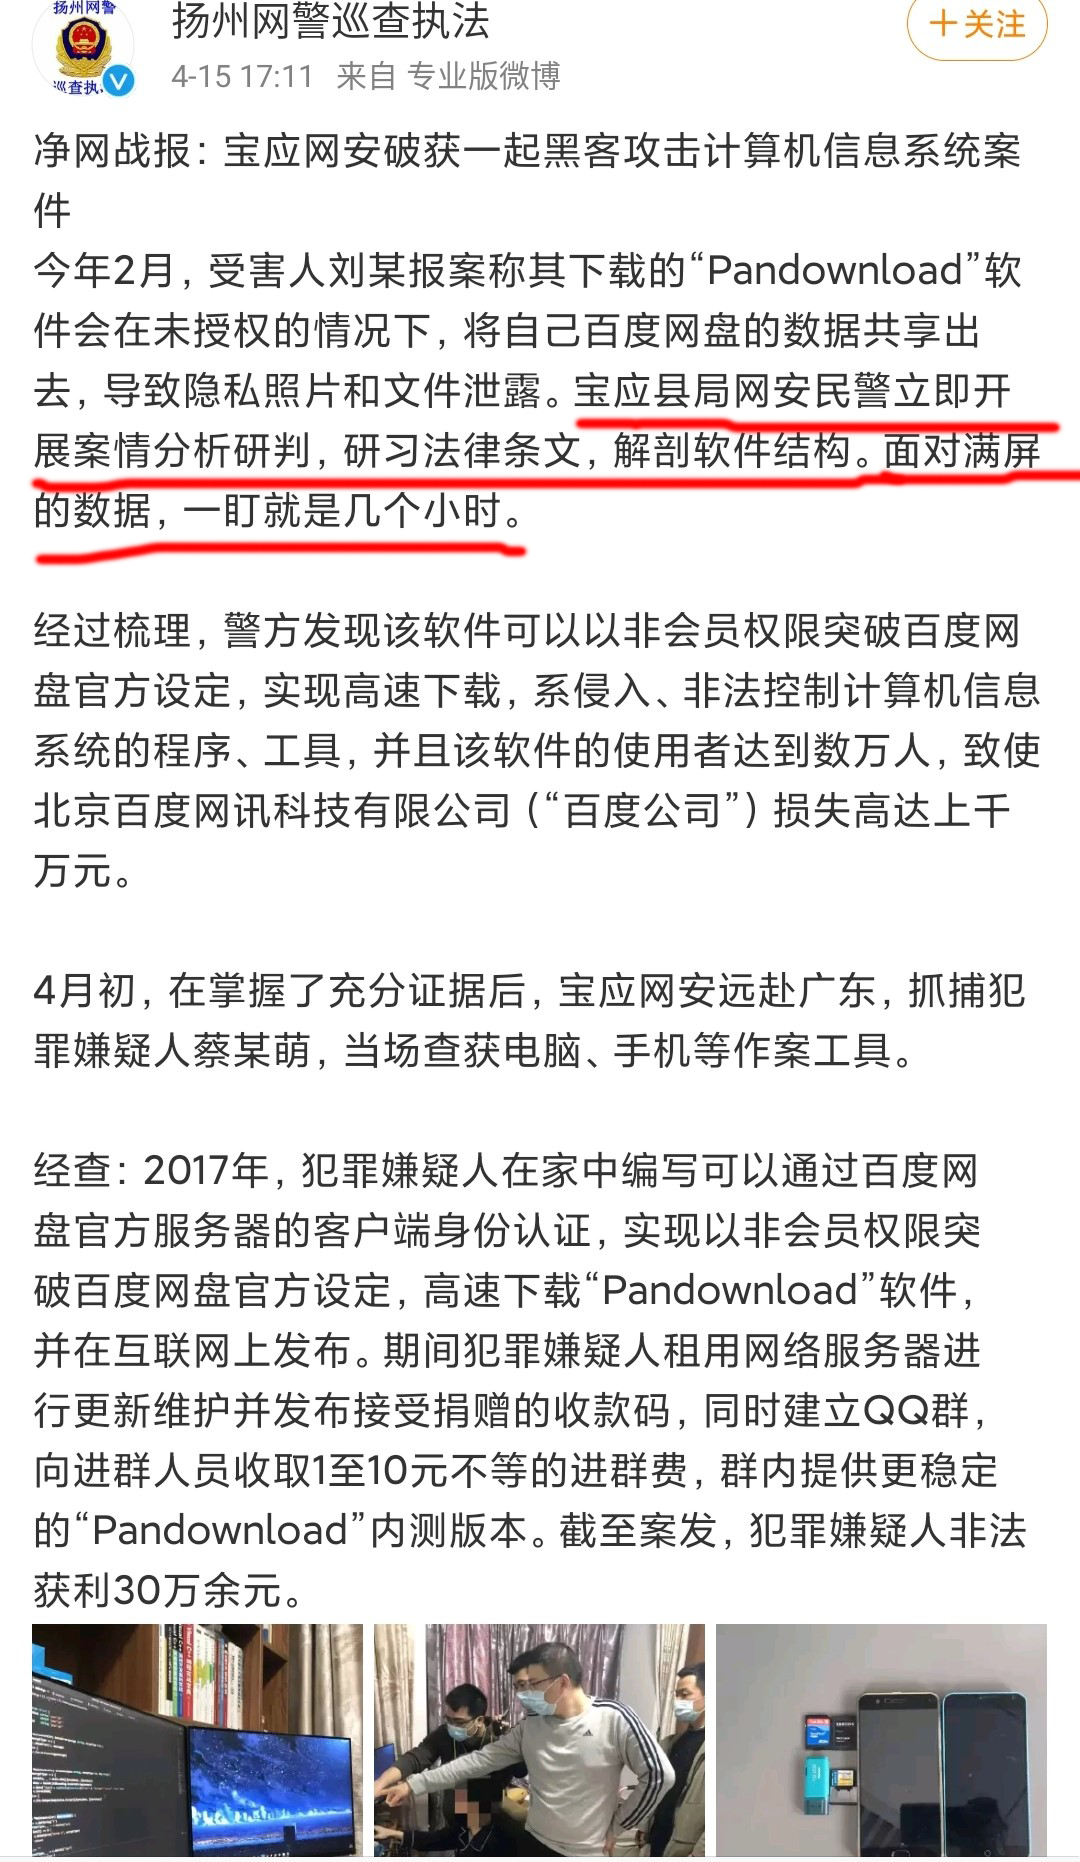 扬州网警
巡查执
扬州网警巡查执法
4-15 17:11 来自 专业版微博
十关注
净网战报：宝应网安破获一起黑客攻击计算机信息系统案
件
今年2月，受害人刘某报案称其下载的“Pandownload”软
件会在未授权的情况下，将自己百度网盘的数据共享出
去，导致隐私照片和文件泄露。宝应县局网安民警立即开
展案情分析研判，研习法律条文，解剖软件结构。面对满屏
的数据，一盯就是几个小时。
经过梳理，警方发现该软件可以以非会员权限突破百度网
盘官方设定，实现高速下载，系侵入、非法控制计算机信息
系统的程序、工具，并且该软件的使用者达到数万人，致使
北京百度网讯科技有限公司（“百度公司”）损失高达上千
万元。
4月初，在掌握了充分证据后，宝应网安远赴广东，抓捕犯
罪嫌疑人蔡某萌，当场查获电脑、手机等作案工具。
经查：2017年，犯罪嫌疑人在家中编写可以通过百度网
盘官方服务器的客户端身份认证，实现以非会员权限突
破百度网盘官方设定，高速下载“Pandownload”软件，
并在互联网上发布。期间犯罪嫌疑人租用网络服务器进
行更新维护并发布接受捐赠的收款码，同时建立QQ群，
向进群人员收取1至10元不等的进群费，群内提供更稳定
的“Pandownload”内测版本。截至案发，犯罪嫌疑人非法
获利30万余元。